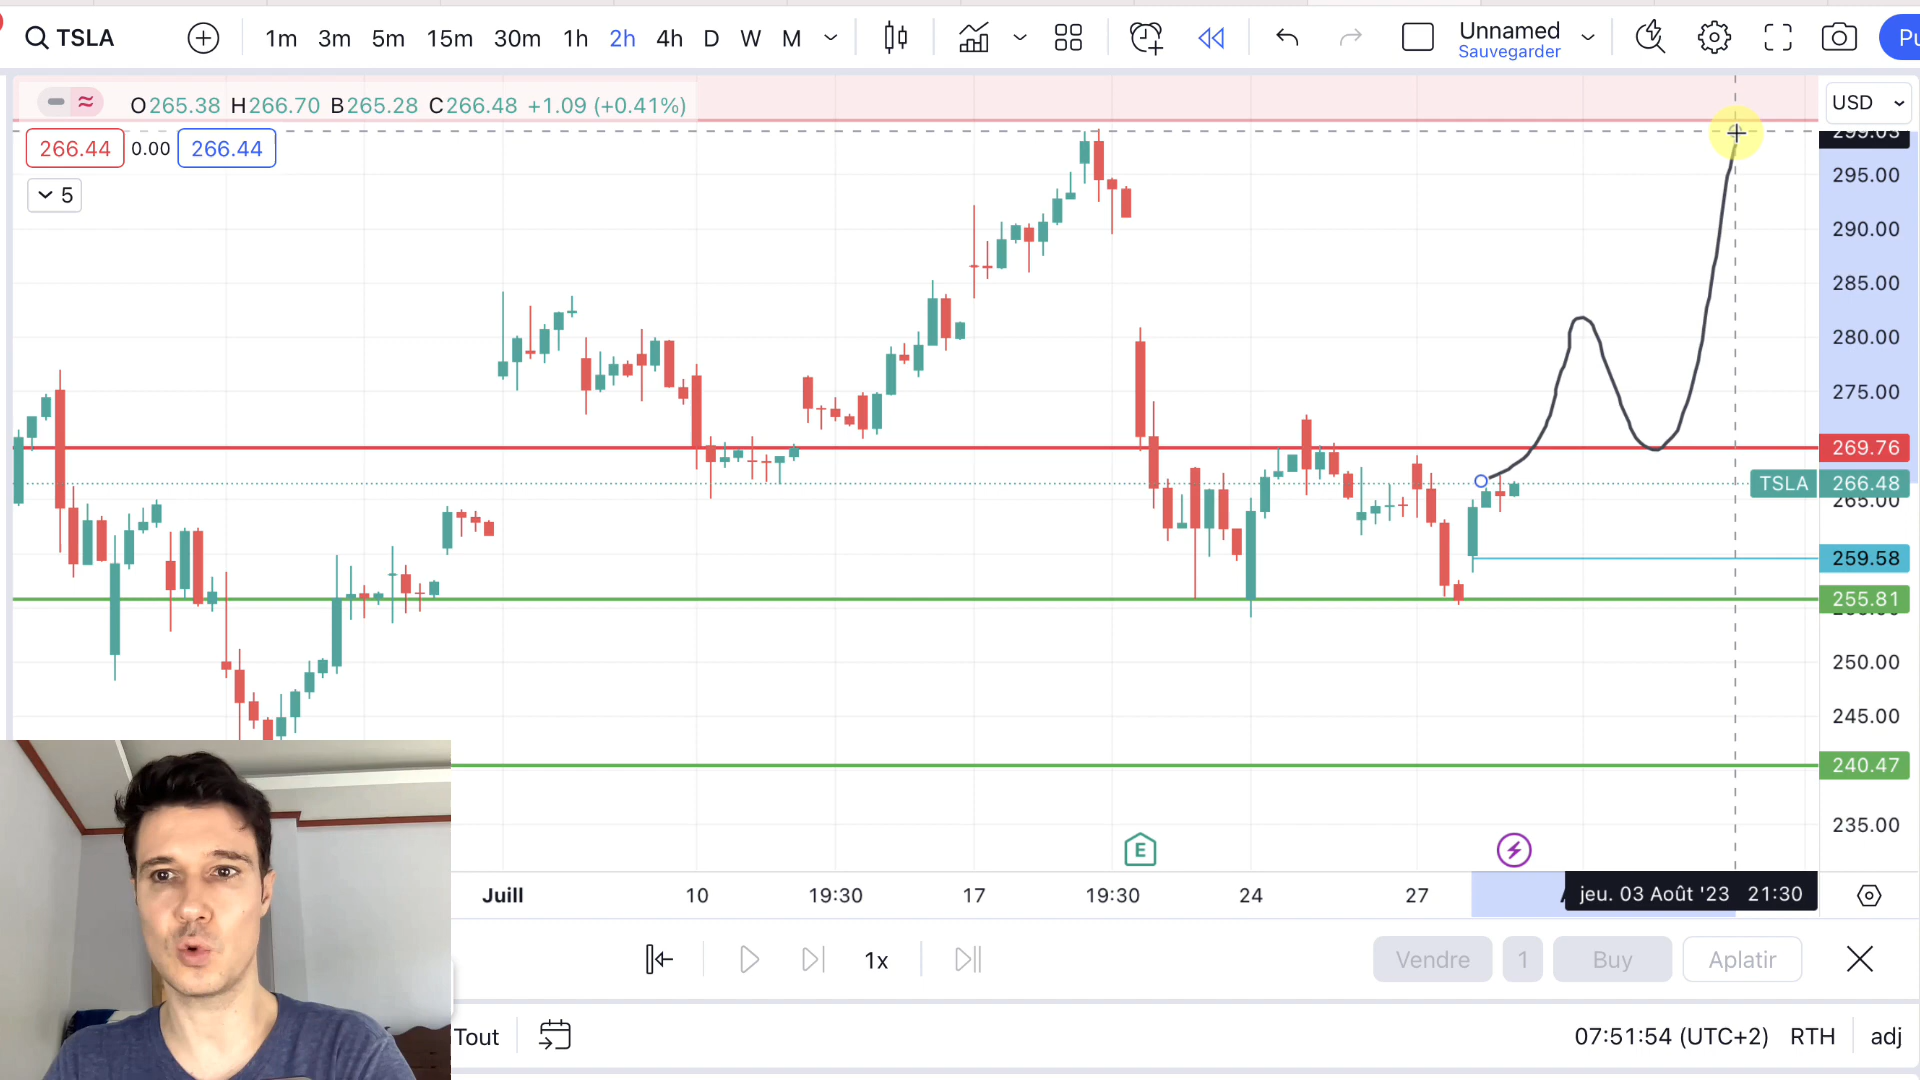 TSLA
1m 3m 5m 15m 30m 1h 2h 4h D W M
Unnamed
Sauvegarder
O265.38 H266.70 B265.28 C266.48 +1.09 (+0.41%)
USD
266.44 0.00 266.44
299.03
5
295.00
290.00
285.00
280.00
275.00
269.76
TSLA 266.48
265.00
259.58
255.81
250.00
245.00
240.47
235.00
E
Juill 10 19:30 17 19:30 24 27 jeu. 03 Août '23 21:30
1x
Vendre 1 Buy Aplatir
Tout
07:51:54 (UTC+2) RTH adj